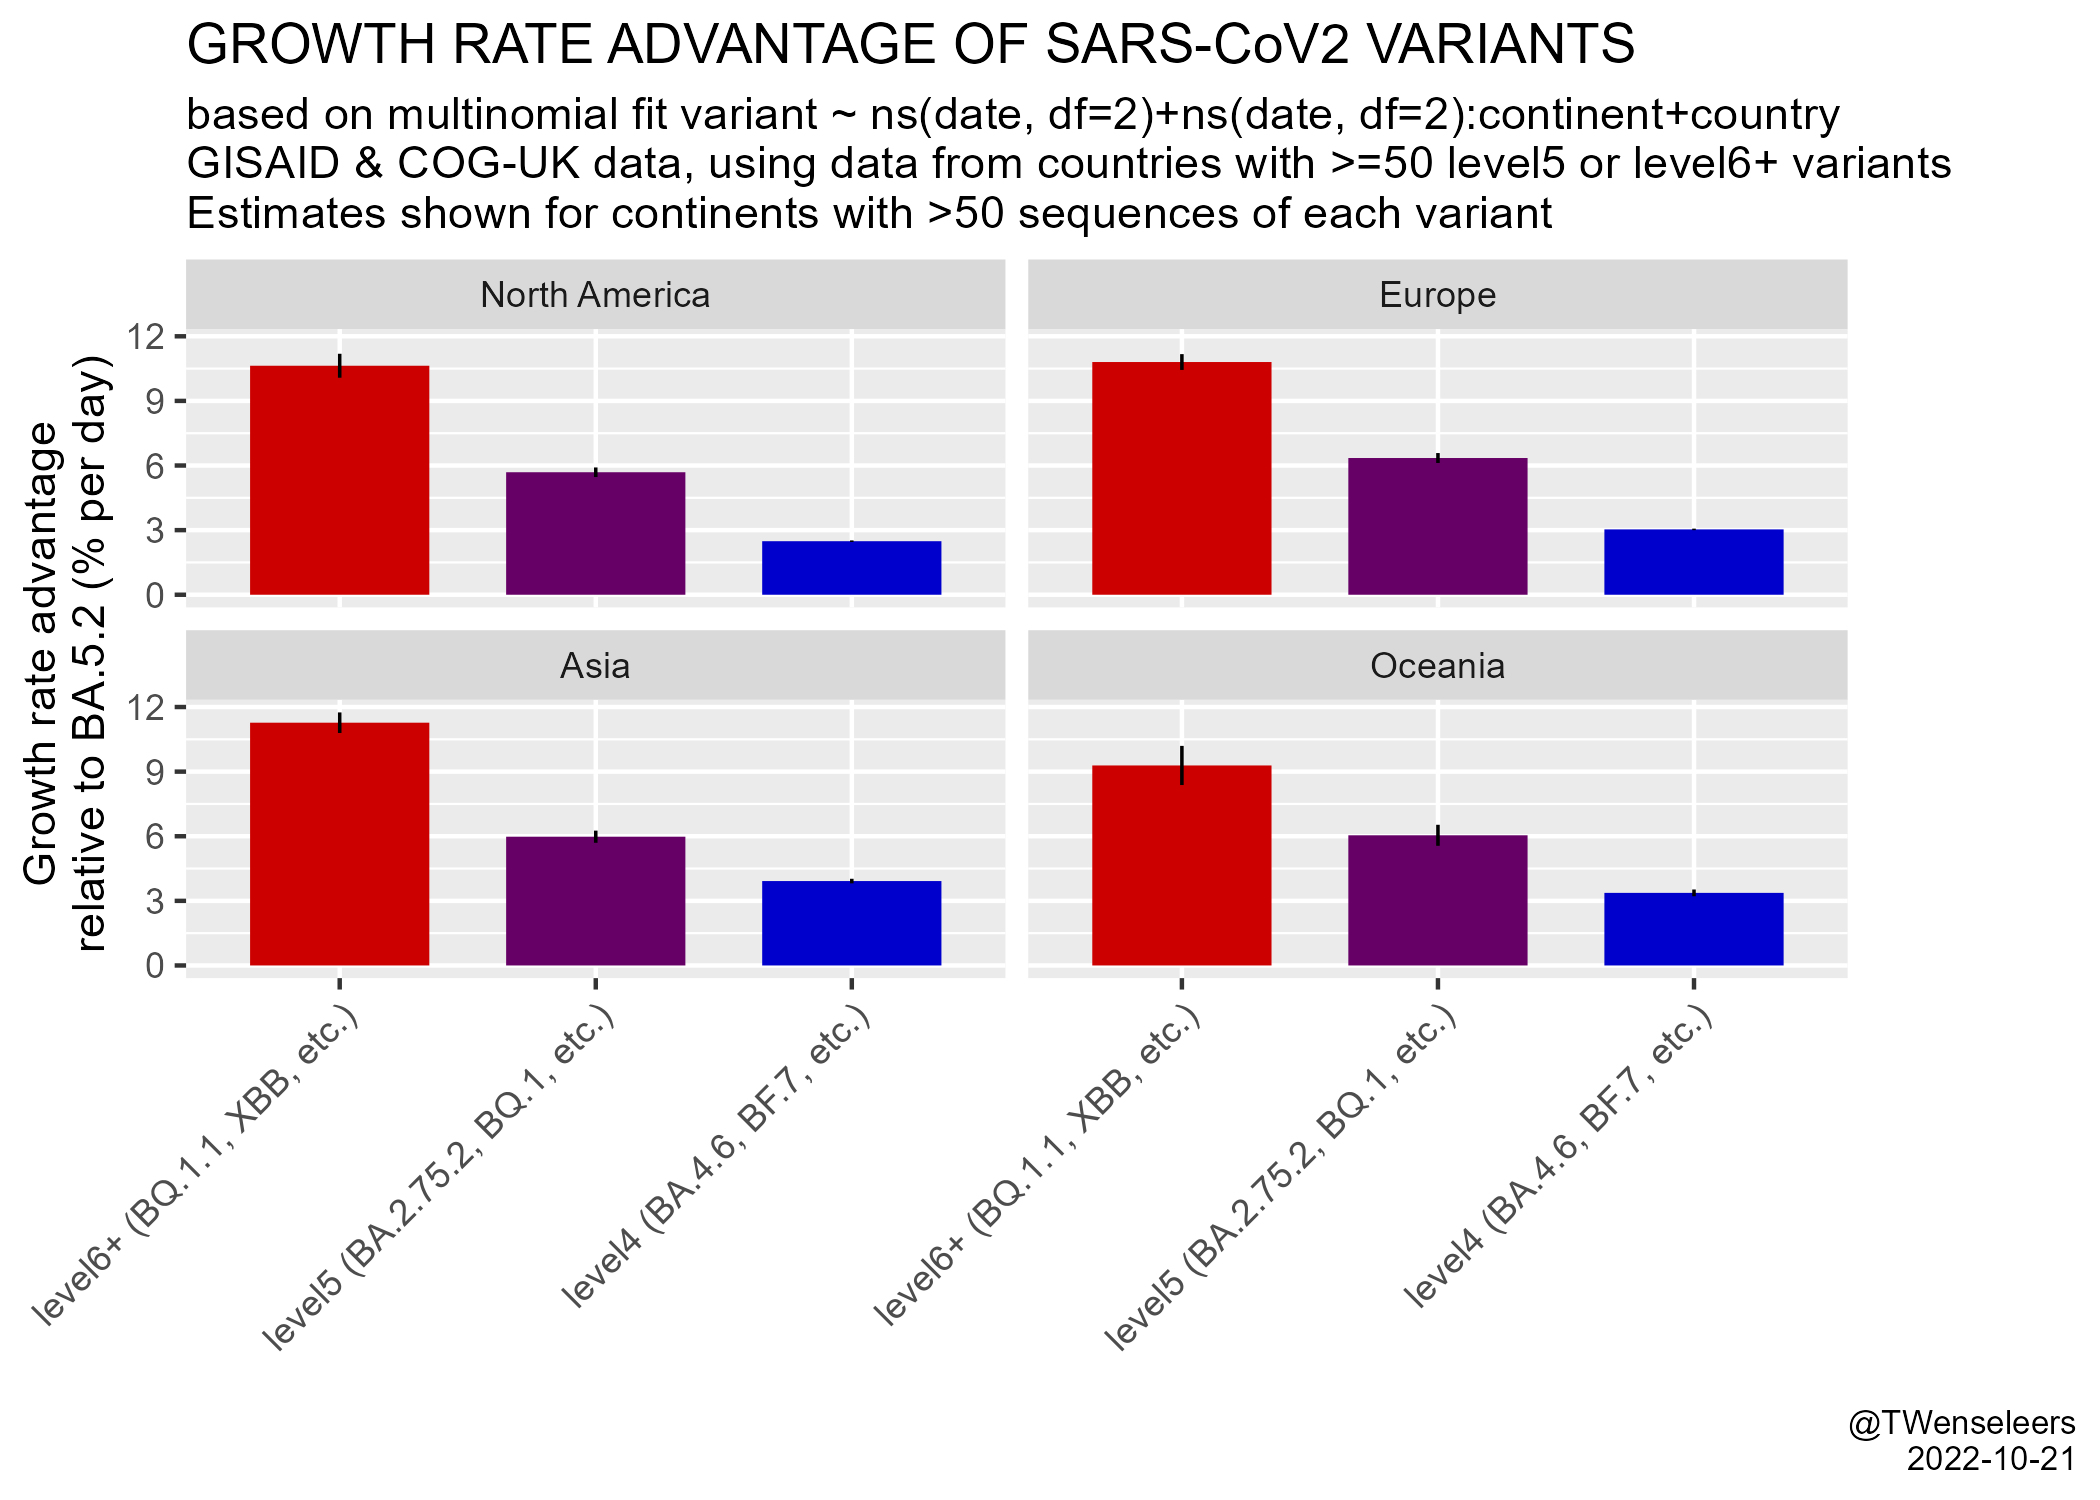 GROWTH RATE ADVANTAGE OF SARS-CoV2 VARIANTS
based on multinomial fit variant ~ ns(date, df=2)+ns(date, df=2):continent+country
GISAID & COG-UK data, using data from countries with >=50 level5 or level6+ variants
Estimates shown for continents with >50 sequences of each variant
Growth rate advantage
relative to BA.5.2 (% per day)
North America
Europe
12
9
6
3
0
Asia
Oceania
12
9
6
3
0
level6+ (BQ.1.1, XBB, etc.)
level5 (BA.2.75.2, BQ.1, etc.)
level4 (BA.4.6, BF.7, etc.)
level6+ (BQ.1.1, XBB, etc.)
level5 (BA.2.75.2, BQ.1, etc.)
level4 (BA.4.6, BF.7, etc.)
@TWenseleers
2022-10-21